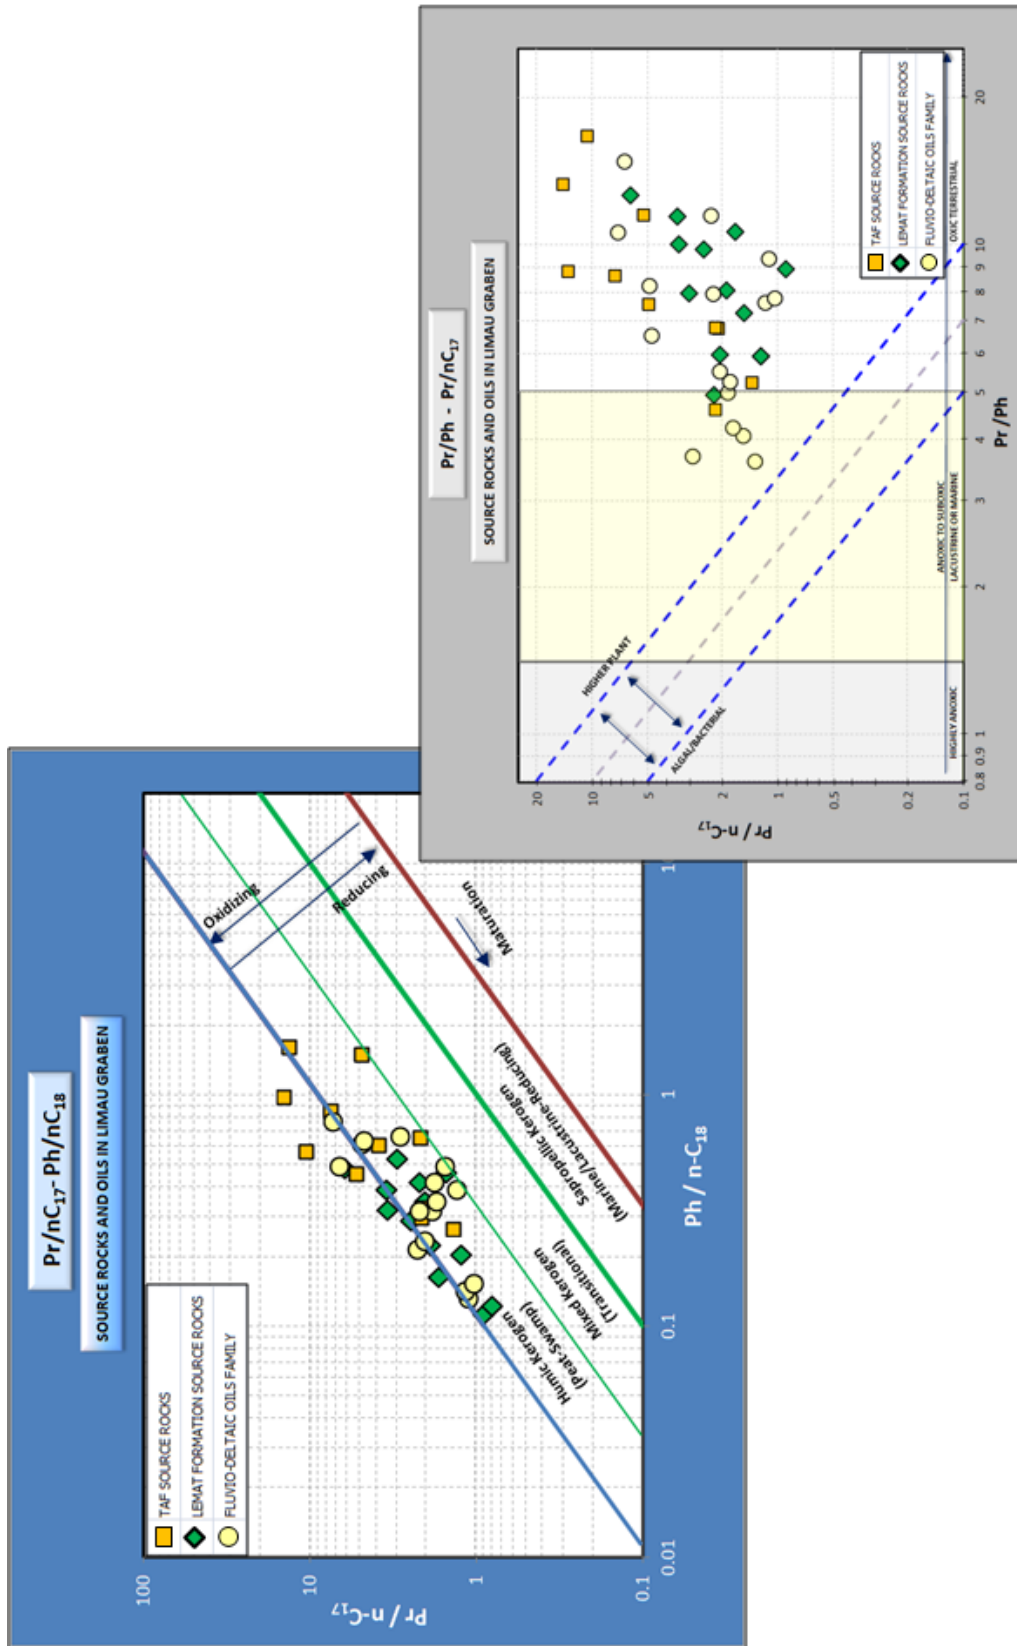 Pr/nC17- Ph/nC18
SOURCE ROCKS AND OILS IN LIMAU GRABEN
TAF SOURCE ROCKS
LEMAT FORMATION SOURCE ROCKS
FLUVIO-DELTAIC OILS FAMILY
Oxidizing
Reducing
Maturation
Humic Kerogen
(Peat-Swamp)
Mixed Kerogen
(Transitional)
Sapropellic Kerogen
(Marine/Lacustrine-Reducing)
100
10
1
0.1
Pr / n-C17
0.01
0.1
1
Ph / n-C18
Pr/Ph - Pr/nC17
SOURCE ROCKS AND OILS IN LIMAU GRABEN
HIGHER PLANT
ALGAL/BACTERIAL
TAF SOURCE ROCKS
LEMAT FORMATION SOURCE ROCKS
FLUVIO-DELTAIC OILS FAMILY
HIGHLY ANOXIC
ANOXIC TO SUBOXIC
LACUSTRINE OR MARINE
OXIC TERRESTRIAL
20
10
5
2
1
0.5
0.2
0.1
Pr / n-C17
0.8
0.9
1
2
3
4
5
6
7
8
9
10
20
Pr /Ph